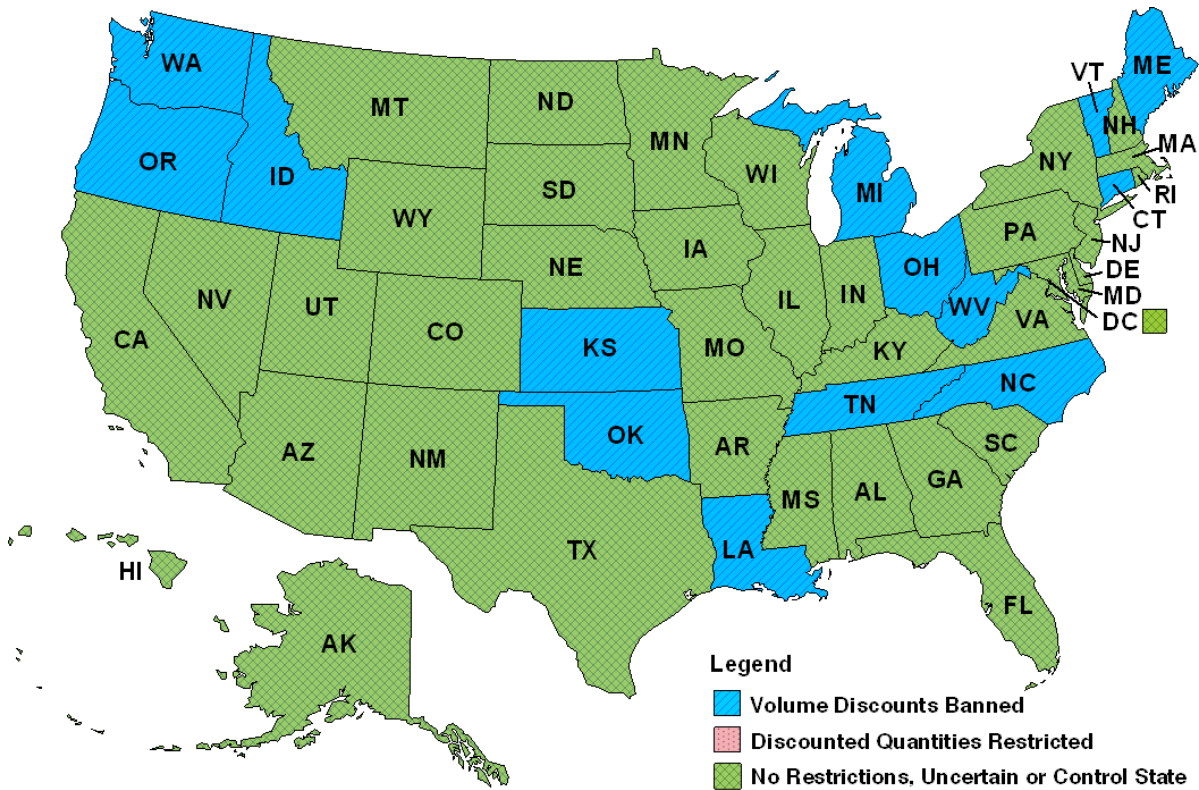 WA
MT
ND
MN
VT
ME
NH
MA
OR
ID
SD
WI
NY
RI
WY
MI
CT
IA
PA
NJ
NE
OH
DE
NV
UT
IL
IN
WV
MD
CO
VA
DC
CA
KS
MO
KY
NC
TN
AZ
NM
OK
AR
SC
MS
AL
GA
TX
LA
HI
FL
AK
Legend
Volume Discounts Banned
Discounted Quantities Restricted
No Restrictions, Uncertain or Control State